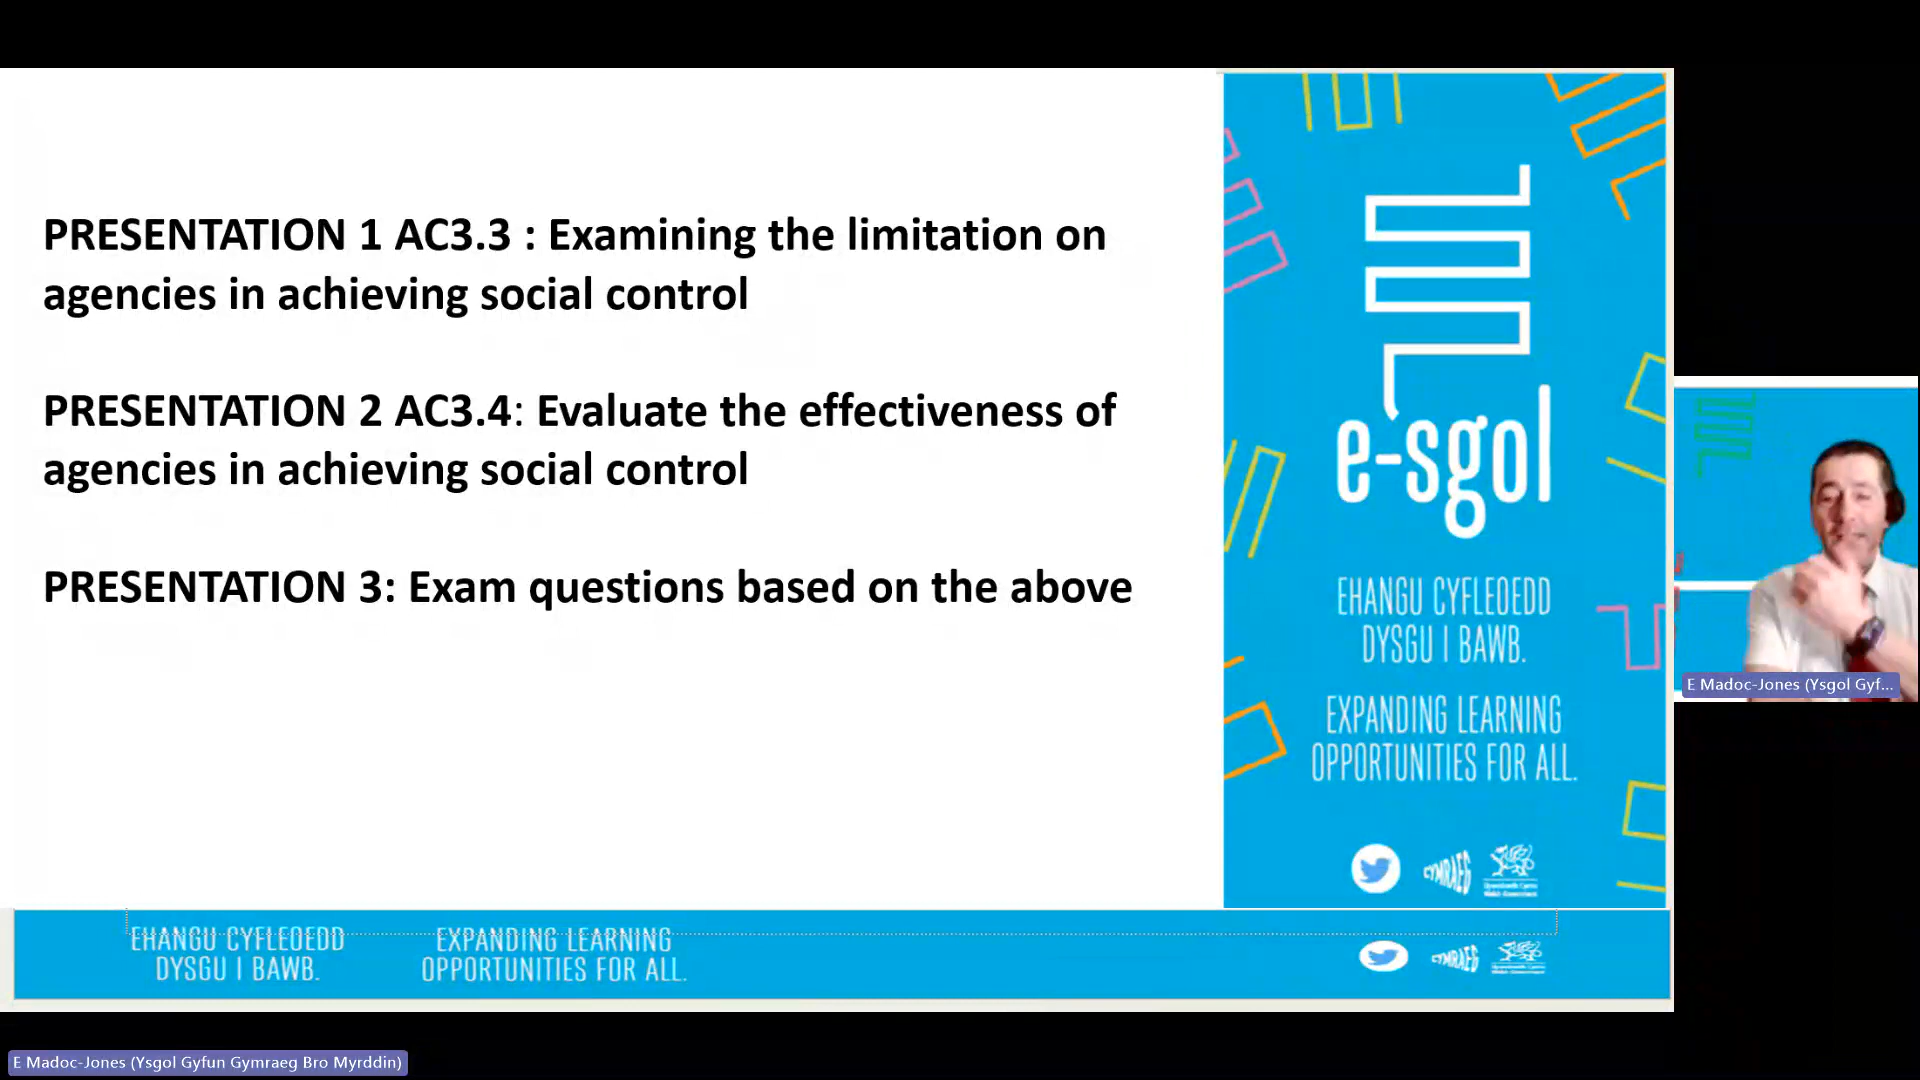 PRESENTATION 1 AC3.3 : Examining the limitation on
agencies in achieving social control
PRESENTATION 2 AC3.4: Evaluate the effectiveness of
agencies in achieving social control
PRESENTATION 3: Exam questions based on the above
e-sgol
EHANGU CYFLEOEDD
DYSGU I BAWB.
EXPANDING LEARNING
OPPORTUNITIES FOR ALL.
CYMRAEG
E Madoc-Jones (Ysgol Gyf...
EHANGU CYFLEOEDD
DYSGU I BAWB.
EXPANDING LEARNING
OPPORTUNITIES FOR ALL.
CYMRAEG
E Madoc-Jones (Ysgol Gyfun Gymraeg Bro Myrddin)